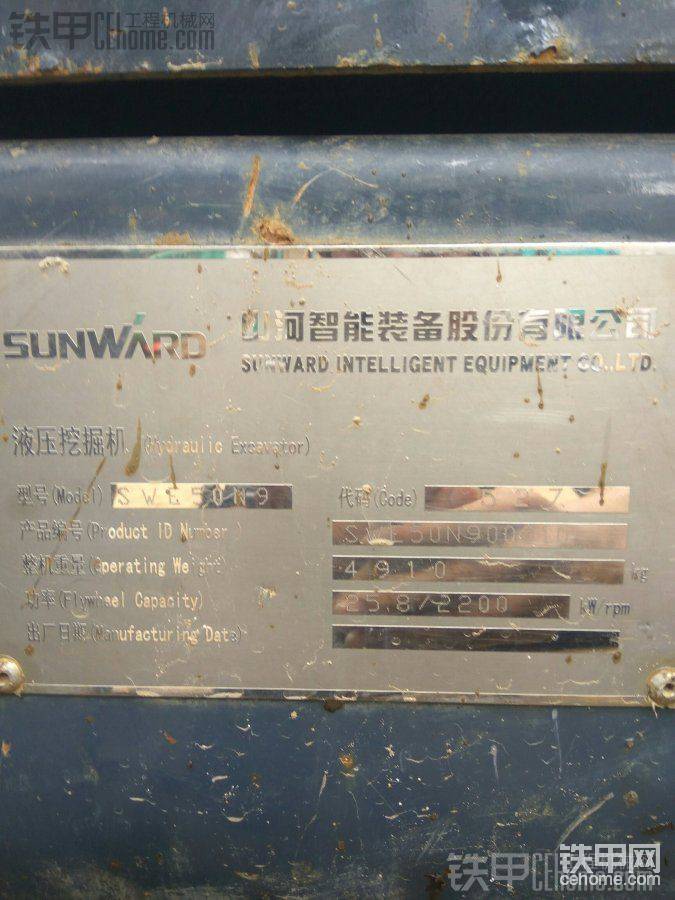 铁甲 CE工程机械网
CEhome.com
SUNWARD
山河智能装备股份有限公司
SUNWARD INTELLIGENT EQUIPMENT CO.,LTD.
液压挖掘机 (Hydraulic Excavator)
型号(Model) SWE50N9 代码(Code)
产品编号(Product ID Number)
整机重量(Operating Weight) 4910 kg
功率(Flywheel Capacity) 25.8/2200 kW/rpm
出厂日期(Manufacturing Date)
铁甲网
cehome.com